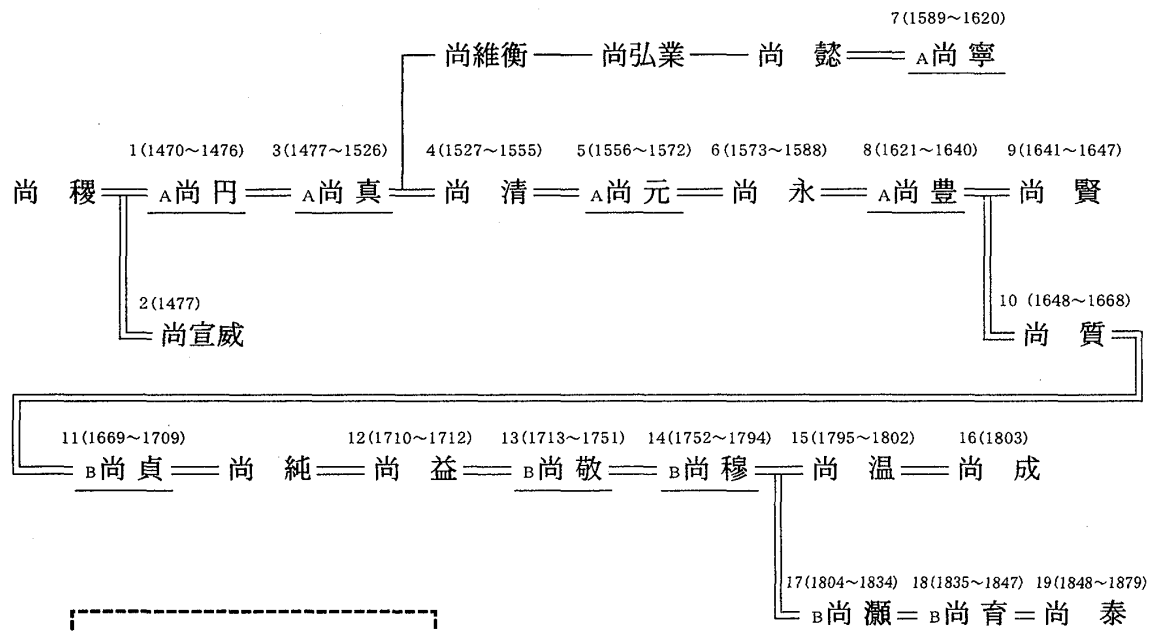 7(1589～1620)
尚維衡 尚弘業 尚 懿 A尚 寧
1(1470～1476) 3(1477～1526) 4(1527～1555) 5(1556～1572) 6(1573～1588) 8(1621～1640) 9(1641～1647)
尚 稷 A尚 円 A尚 真 尚 清 A尚 元 尚 永 A尚 豊 尚 賢
2(1477) 10 (1648～1668)
尚宣威 尚 質
11(1669～1709) 12(1710～1712) 13(1713～1751) 14(1752～1794) 15(1795～1802) 16(1803)
B尚 貞 尚 純 尚 益 B尚 敬 B尚 穆 尚 温 尚 成
17(1804～1834) 18(1835～1847) 19(1848～1879)
B尚 灝 B尚 育 尚 泰